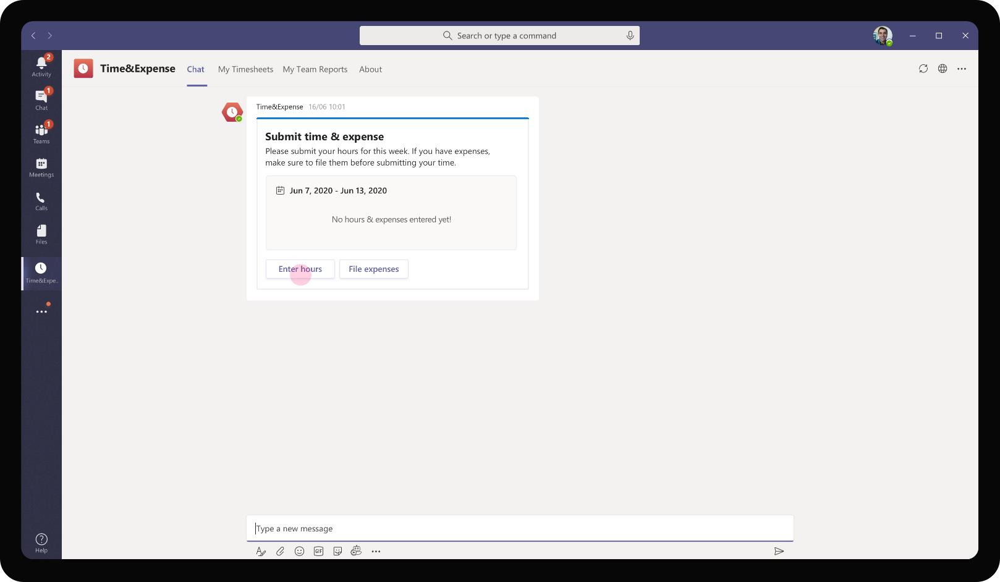 Search or type a command
2
Activity
1
Chat
1
Teams
Meetings
Calls
Files
Time&Expe..
Help
Time&Expense
Chat
My Timesheets
My Team Reports
About
Time&Expense 16/06 10:01
Submit time & expense
Please submit your hours for this week. If you have expenses,
make sure to file them before submitting your time.
Jun 7, 2020 - Jun 13, 2020
No hours & expenses entered yet!
Enter hours
File expenses
Type a new message
GIF